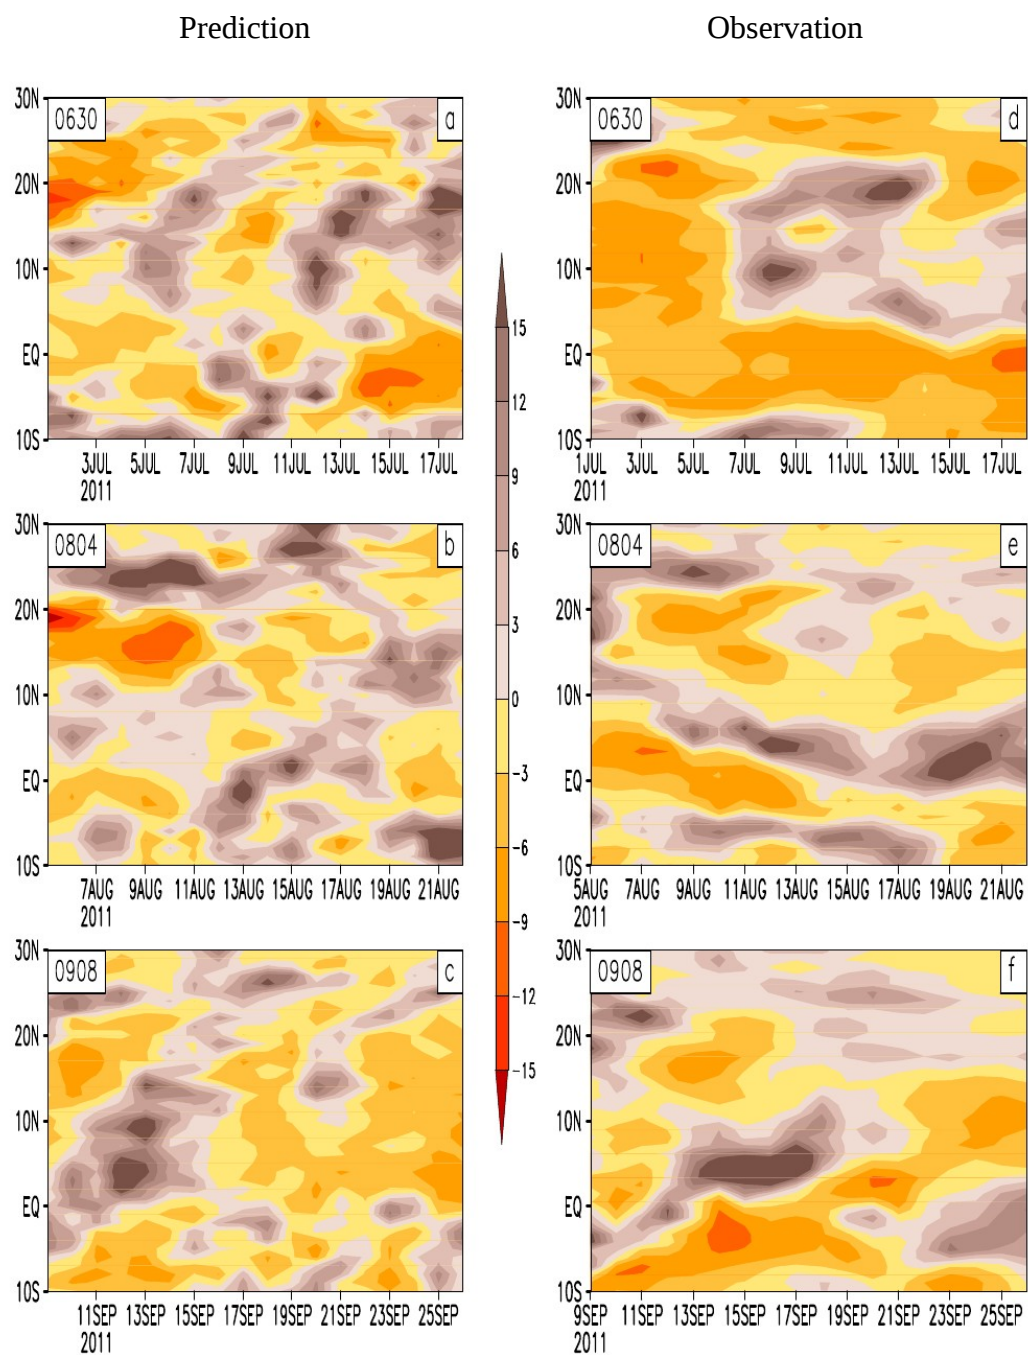 Prediction Observation
30N 0630 a 30N 0630 d
20N 20N
10N 10N
EQ EQ
10S 10S
3JUL 5JUL 7JUL 9JUL 11JUL 13JUL 15JUL 17JUL 1JUL 3JUL 5JUL 7JUL 9JUL 11JUL 13JUL 15JUL 17JUL
2011 2011
15
12
9
6
3
0
-3
-6
-9
-12
-15
30N 0804 b 30N 0804 e
20N 20N
10N 10N
EQ EQ
10S 10S
7AUG 9AUG 11AUG 13AUG 15AUG 17AUG 19AUG 21AUG 5AUG 7AUG 9AUG 11AUG 13AUG 15AUG 17AUG 19AUG 21AUG
2011 2011
30N 0908 c 30N 0908 f
20N 20N
10N 10N
EQ EQ
10S 10S
11SEP 13SEP 15SEP 17SEP 19SEP 21SEP 23SEP 25SEP 9SEP 11SEP 13SEP 15SEP 17SEP 19SEP 21SEP 23SEP 25SEP
2011 2011